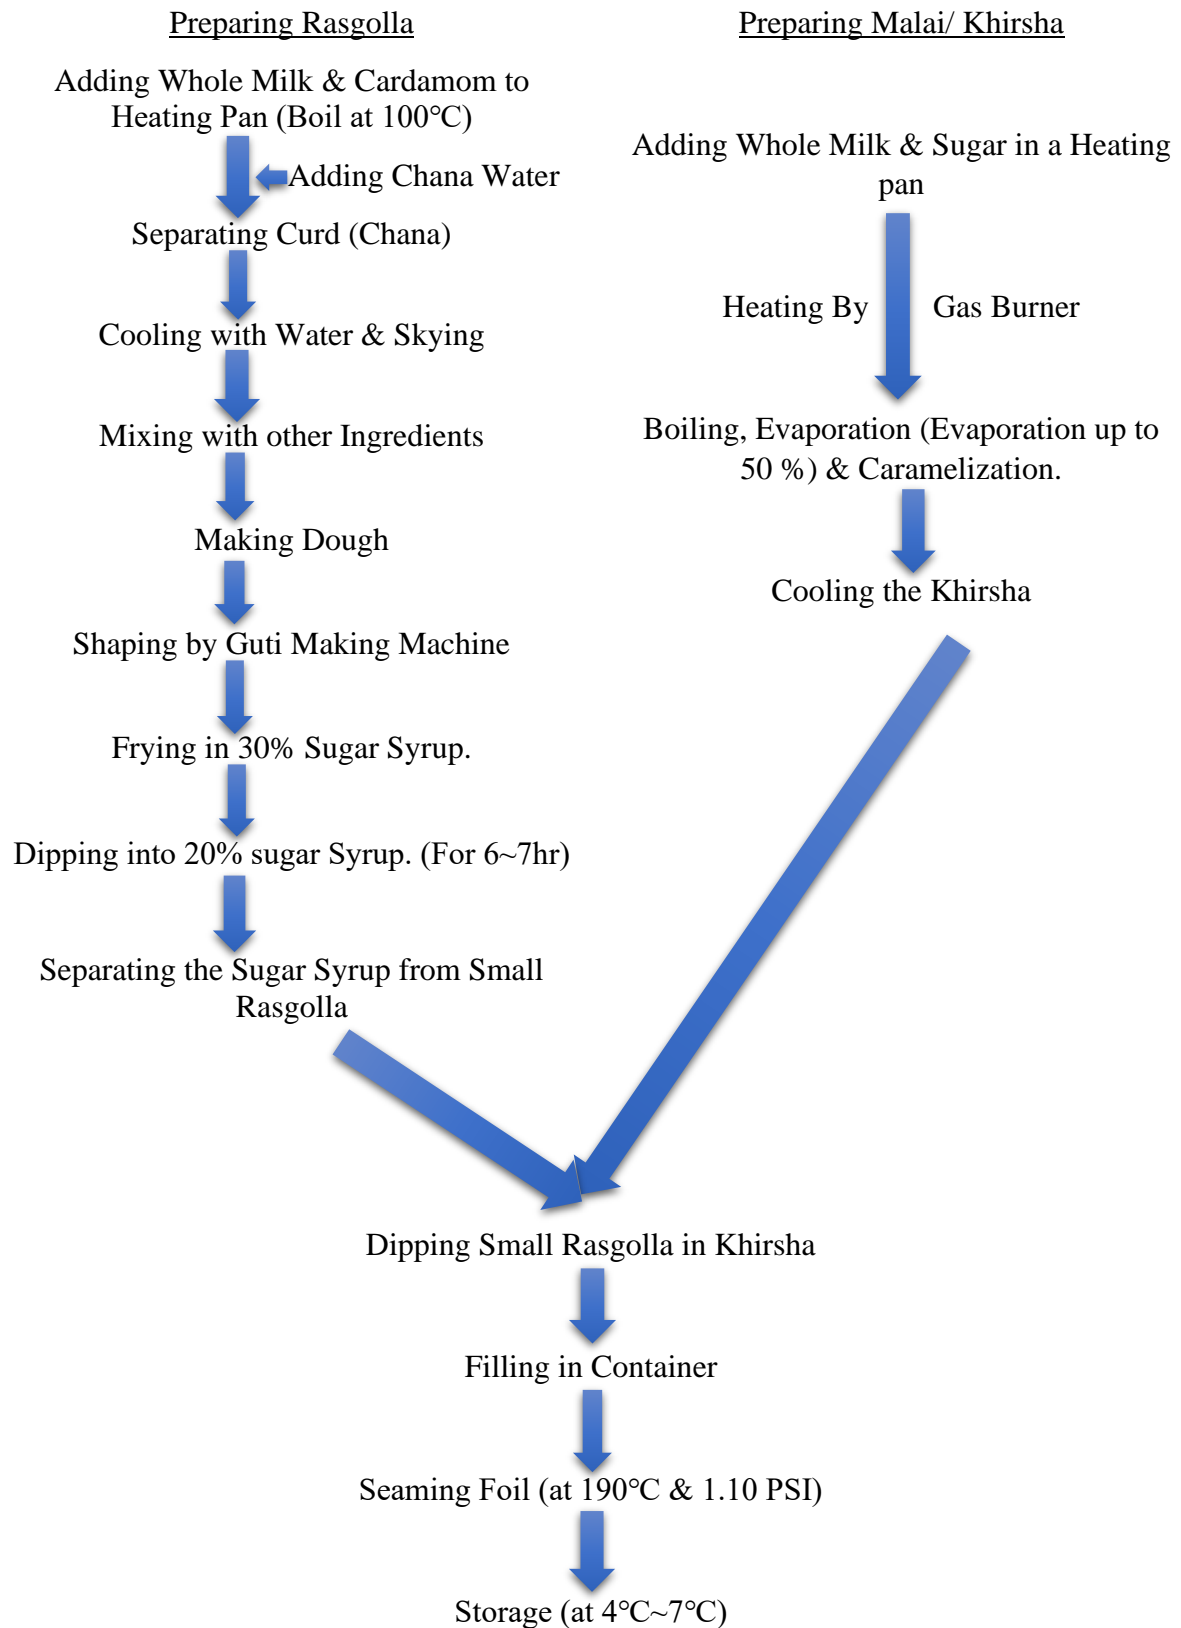 Preparing Rasgolla
Adding Whole Milk & Cardamom to
Heating Pan (Boil at 100°C)
Adding Chana Water
Separating Curd (Chana)
Cooling with Water & Skying
Mixing with other Ingredients
Making Dough
Shaping by Guti Making Machine
Frying in 30% Sugar Syrup.
Dipping into 20% sugar Syrup. (For 6~7hr)
Separating the Sugar Syrup from Small
Rasgolla
Preparing Malai/ Khirsha
Adding Whole Milk & Sugar in a Heating
pan
Heating By Gas Burner
Boiling, Evaporation (Evaporation up to
50 %) & Caramelization.
Cooling the Khirsha
Dipping Small Rasgolla in Khirsha
Filling in Container
Seaming Foil (at 190°C & 1.10 PSI)
Storage (at 4°C~7°C)